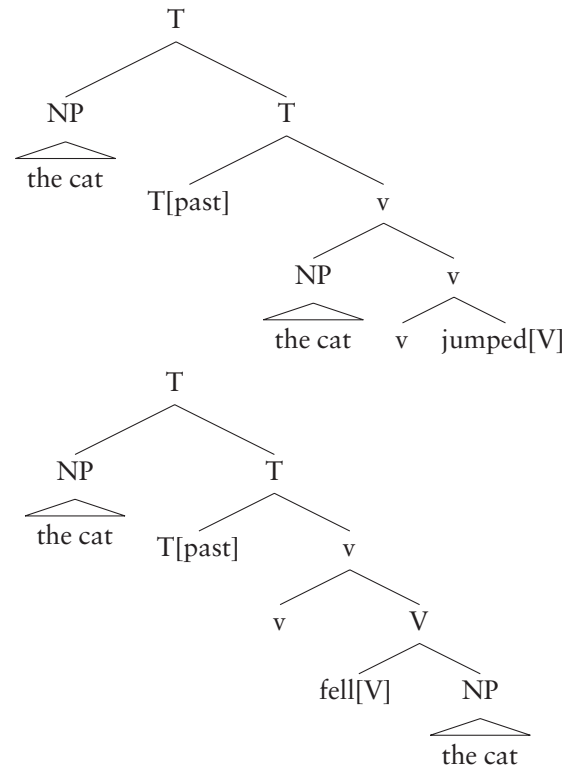 T
NP T
the cat
T[past] v
NP v
the cat v jumped[V]
T
NP T
the cat T[past] v
v V
fell[V] NP
the cat